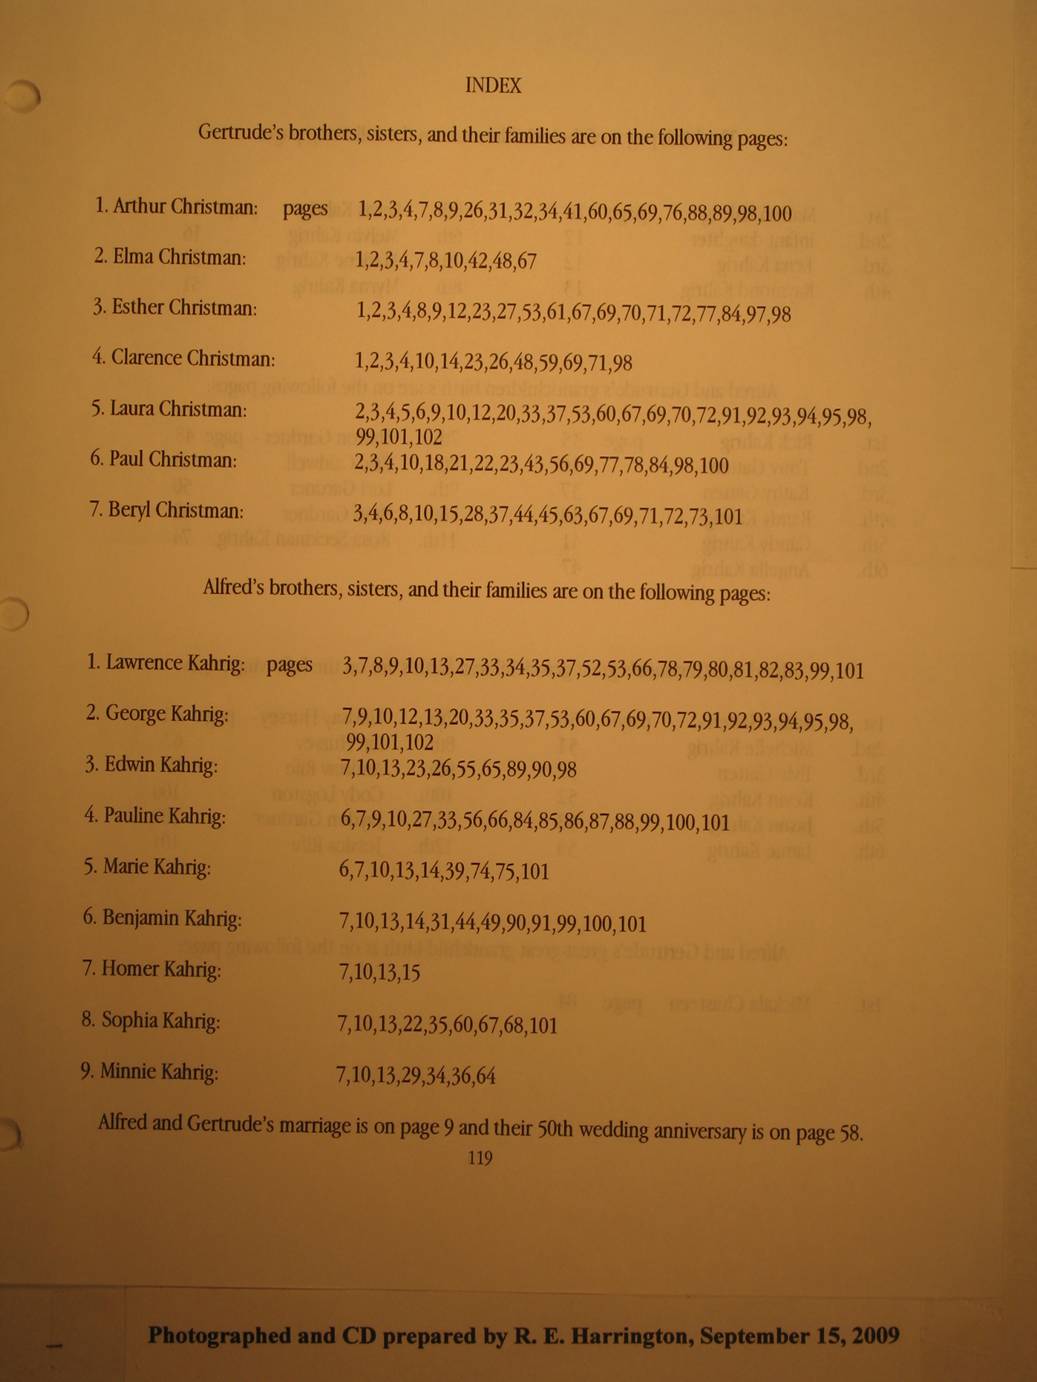 INDEX
Gertrude's brothers, sisters, and their families are on the following pages:
1. Arthur Christman: pages 1,2,3,4,7,8,9,26,31,32,34,41,60,65,69,76,88,89,98,100
2. Elma Christman: 1,2,3,4,7,8,10,42,48,67
3. Esther Christman: 1,2,3,4,8,9,12,23,27,53,61,67,69,70,71,72,77,84,97,98
4. Clarence Christman: 1,2,3,4,10,14,23,26,48,59,69,71,98
5. Laura Christman: 2,3,4,5,6,9,10,12,20,33,37,53,60,67,69,70,72,91,92,93,94,95,98,
99,101,102
6. Paul Christman: 2,3,4,10,18,21,22,23,43,56,69,77,78,84,98,100
7. Beryl Christman: 3,4,6,8,10,15,28,37,44,45,63,67,69,71,72,73,101
Alfred's brothers, sisters, and their families are on the following pages:
1. Lawrence Kahrig: pages 3,7,8,9,10,13,27,33,34,35,37,52,53,66,78,79,80,81,82,83,99,101
2. George Kahrig: 7,9,10,12,13,20,33,35,37,53,60,67,69,70,72,91,92,93,94,95,98,
99,101,102
3. Edwin Kahrig: 7,10,13,23,26,55,65,89,90,98
4. Pauline Kahrig: 6,7,9,10,27,33,56,66,84,85,86,87,88,99,100,101
5. Marie Kahrig: 6,7,10,13,14,39,74,75,101
6. Benjamin Kahrig: 7,10,13,14,31,44,49,90,91,99,100,101
7. Homer Kahrig: 7,10,13,15
8. Sophia Kahrig: 7,10,13,22,35,60,67,68,101
9. Minnie Kahrig: 7,10,13,29,34,36,64
Alfred and Gertrude's marriage is on page 9 and their 50th wedding anniversary is on page 58.
119
Photographed and CD prepared by R. E. Harrington, September 15, 2009